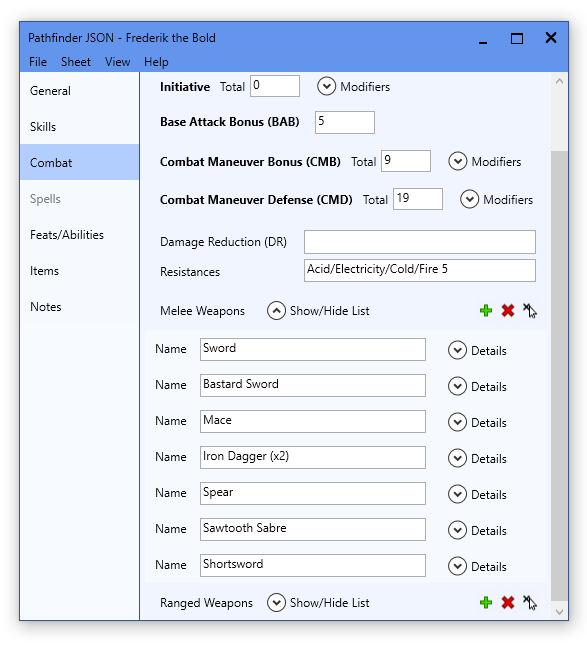 Pathfinder JSON - Frederik the Bold
File Sheet View Help
General
Skills
Combat
Spells
Feats/Abilities
Items
Notes
Initiative Total 0 Modifiers
Base Attack Bonus (BAB) 5
Combat Maneuver Bonus (CMB) Total 9 Modifiers
Combat Maneuver Defense (CMD) Total 19 Modifiers
Damage Reduction (DR)
Resistances Acid/Electricity/Cold/Fire 5
Melee Weapons Show/Hide List
Name Sword Details
Name Bastard Sword Details
Name Mace Details
Name Iron Dagger (x2) Details
Name Spear Details
Name Sawtooth Sabre Details
Name Shortsword Details
Ranged Weapons Show/Hide List